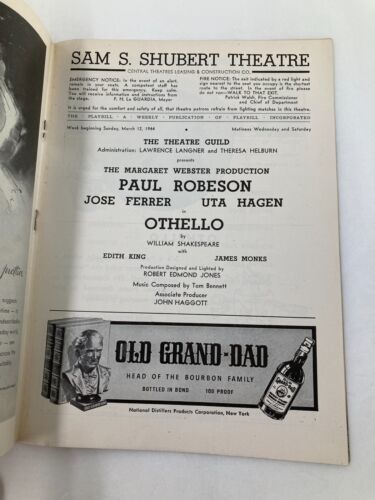 SAM S. SHUBERT THEATRE
CENTRAL THEATRES LEASING & CONSTRUCTION CO.
EMERGENCY NOTICE: In the event of an alert, remain in your seats. A competent staff has been trained for this emergency. Keep calm. You will receive information and instructions from the stage.
F. H. La GUARDIA, Mayor
FIRE NOTICE: The exit indicated by a red light and sign nearest to the seat you occupy is the shortest route to the street. In the event of fire please do not run—WALK TO THAT EXIT.
Patrick Walsh, Fire Commissioner
and Chief of Department
It is urged for the comfort and safety of all, that theatre patrons refrain from lighting matches in this theatre.
THE PLAYBILL • A WEEKLY PUBLICATION OF PLAYBILL INCORPORATED
Week beginning Sunday, March 12, 1944
Matinees Wednesday and Saturday
THE THEATRE GUILD
Administration: LAWRENCE LANGNER and THERESA HELBURN
presents
THE MARGARET WEBSTER PRODUCTION
PAUL ROBESON
JOSE FERRER UTA HAGEN
in
OTHELLO
by
WILLIAM SHAKESPEARE
with
EDITH KING JAMES MONKS
Production Designed and Lighted by
ROBERT EDMOND JONES
Music Composed by Tom Bennett
Associate Producer
JOHN HAGGOTT
OLD GRAND-DAD
HEAD OF THE BOURBON FAMILY
BOTTLED IN BOND 100 PROOF
National Distillers Products Corporation, New York